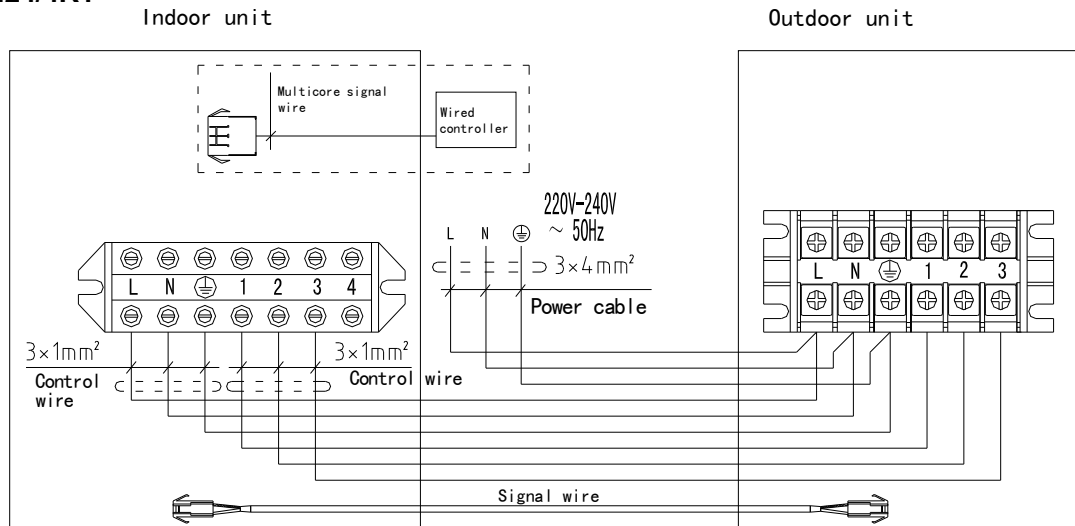 Indoor unit
Outdoor unit
Multicore signal
wire
Wired
controller
220V-240V
~ 50Hz
L N
3×4mm²
Power cable
L N 1 2 3 4
L N 1 2 3
3×1mm²
Control
wire
3×1mm²
Control wire
Signal wire